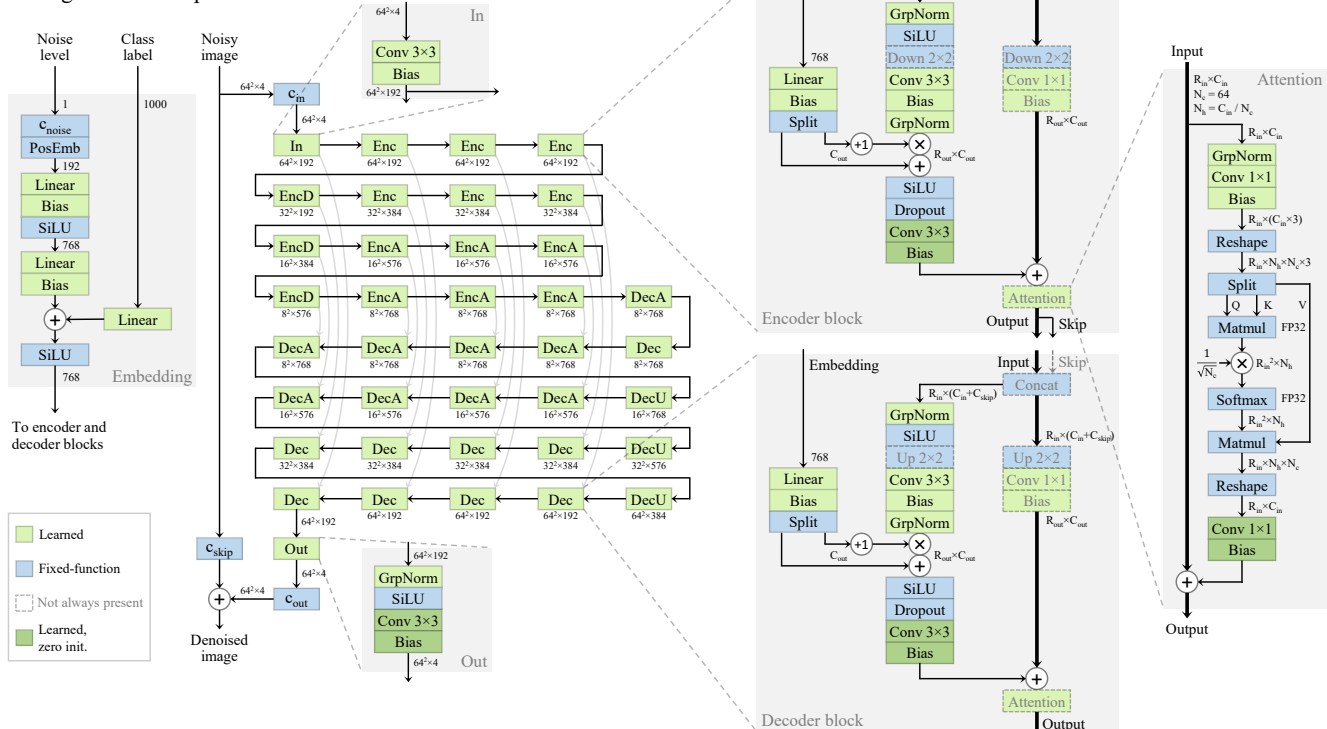 Noise level
Class label
Noisy image
1
1000
c_noise
PosEmb
192
Linear
Bias
SiLU
768
Linear
Bias
+
Linear
SiLU
768
Embedding
To encoder and decoder blocks
Learned
Fixed-function
Not always present
Learned, zero init.
64²×4
c_in
64²×4
64²×4
Conv 3×3
Bias
64²×192
In
In Enc Enc Enc
64²×192 64²×192 64²×192 64²×192
EncD Enc Enc Enc
32²×192 32²×384 32²×384 32²×384
EncD EncA EncA EncA
16²×384 16²×576 16²×576 16²×576
EncD EncA EncA EncA DecA
8²×576 8²×768 8²×768 8²×768 8²×768
DecA DecA DecA DecA Dec
8²×768 8²×768 8²×768 8²×768 8²×768
DecA DecA DecA DecA DecU
16²×576 16²×576 16²×576 16²×576 16²×768
Dec Dec Dec Dec DecU
32²×384 32²×384 32²×384 32²×384 32²×576
Dec Dec Dec Dec DecU
64²×192 64²×192 64²×192 64²×192 64²×384
64²×192
Out
64²×4
c_skip
c_out
64²×4
+
Denoised image
64²×192
GrpNorm
SiLU
Conv 3×3
Bias
64²×4
Out
768
Linear
Bias
Split
C_out
+1
×
+
R_out×C_out
GrpNorm
SiLU
Down 2×2
Conv 3×3
Bias
GrpNorm
SiLU
Dropout
Conv 3×3
Bias
Down 2×2
Conv 1×1
Bias
R_out×C_out
+
Attention
Output
Skip
Encoder block
Embedding
Input
Skip
Concat
R_in×(C_in+C_skip)
R_in×(C_in+C_skip)
768
Linear
Bias
Split
C_out
+1
×
+
R_out×C_out
GrpNorm
SiLU
Up 2×2
Conv 3×3
Bias
GrpNorm
SiLU
Dropout
Conv 3×3
Bias
Up 2×2
Conv 1×1
Bias
R_out×C_out
+
Attention
Output
Decoder block
Input
Attention
R_in×C_in
N_c = 64
N_h = C_in / N_c
R_in×C_in
GrpNorm
Conv 1×1
Bias
R_in×(C_in×3)
Reshape
R_in×N_h×N_c×3
Split
Q K V
Matmul FP32
1/√N_c × R_in²×N_h
Softmax FP32
R_in²×N_h
Matmul
R_in×N_h×N_c
Reshape
R_in×C_in
Conv 1×1
Bias
+
Output